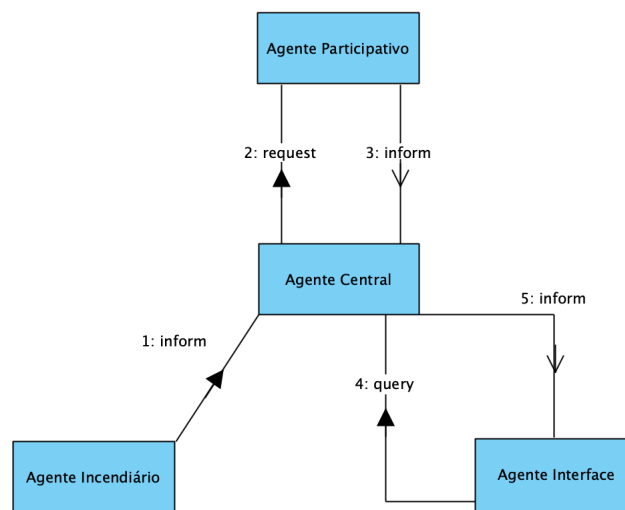 Agente Participativo
2: request
3: inform
Agente Central
1: inform
5: inform
4: query
Agente Incendiário
Agente Interface